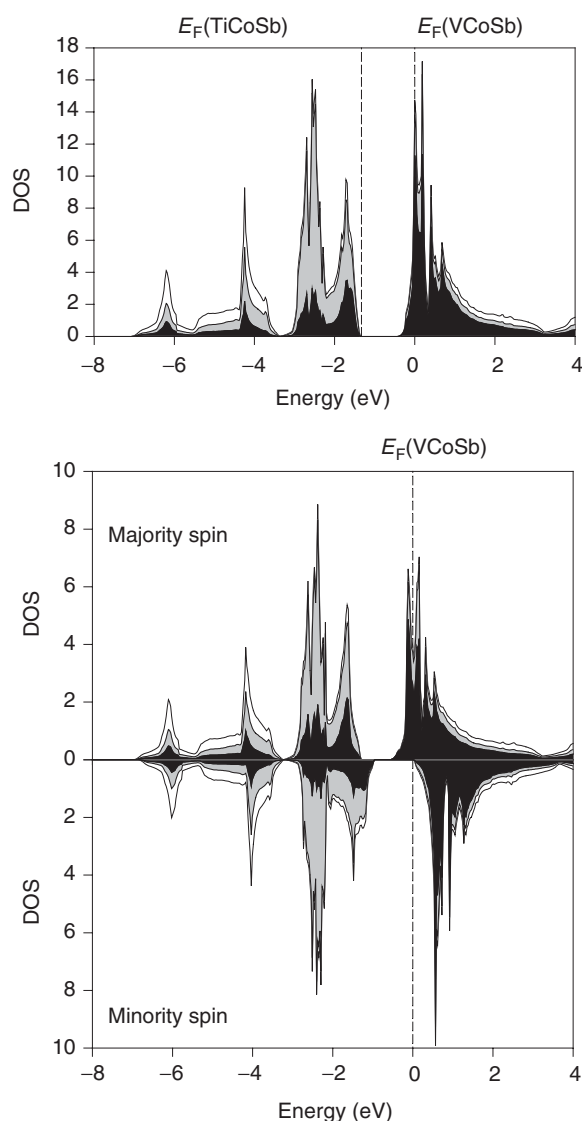 E_F(TiCoSb) E_F(VCoSb)
18
16
14
12
10
8
6
4
2
0
DOS
−8 −6 −4 −2 0 2 4
Energy (eV)
E_F(VCoSb)
10
8
6
4
2
0
2
4
6
8
10
DOS
DOS
Majority spin
Minority spin
−8 −6 −4 −2 0 2 4
Energy (eV)